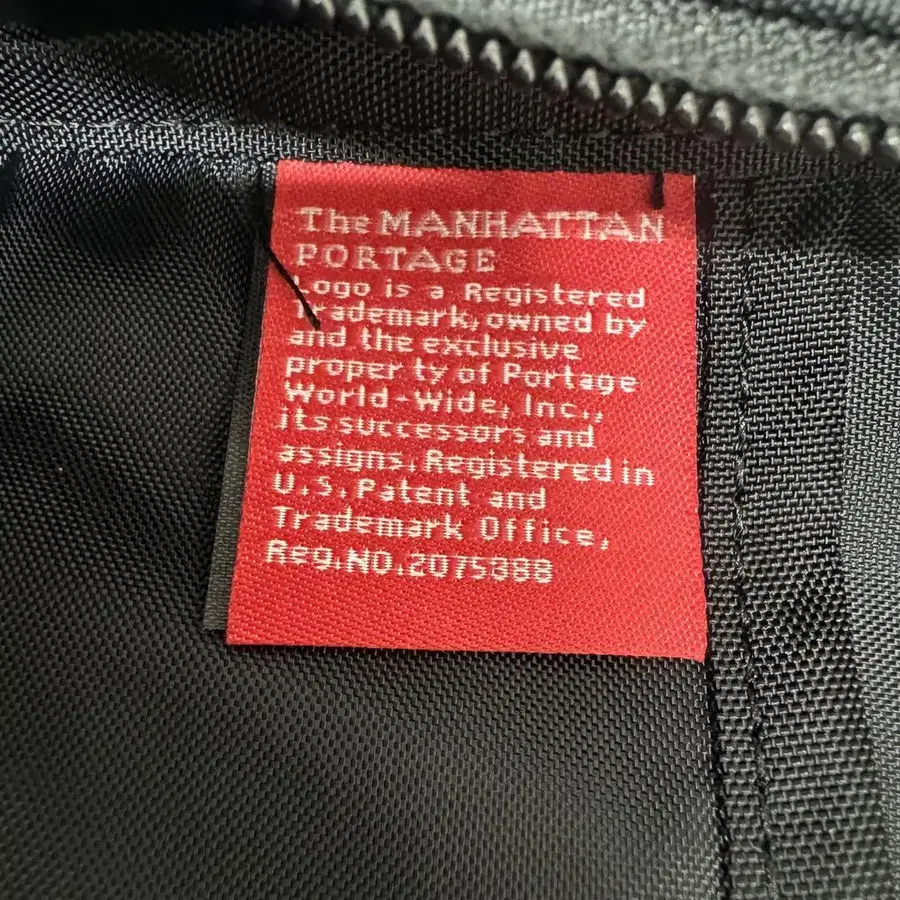 The MANHATTAN
PORTAGE
Logo is a Registered
Trademark, owned by
and the exclusive
property of Portage
World-Wide, Inc.,
its successors and
assigns. Registered in
U.S. Patent and
Trademark Office,
Reg. NO. 2075388